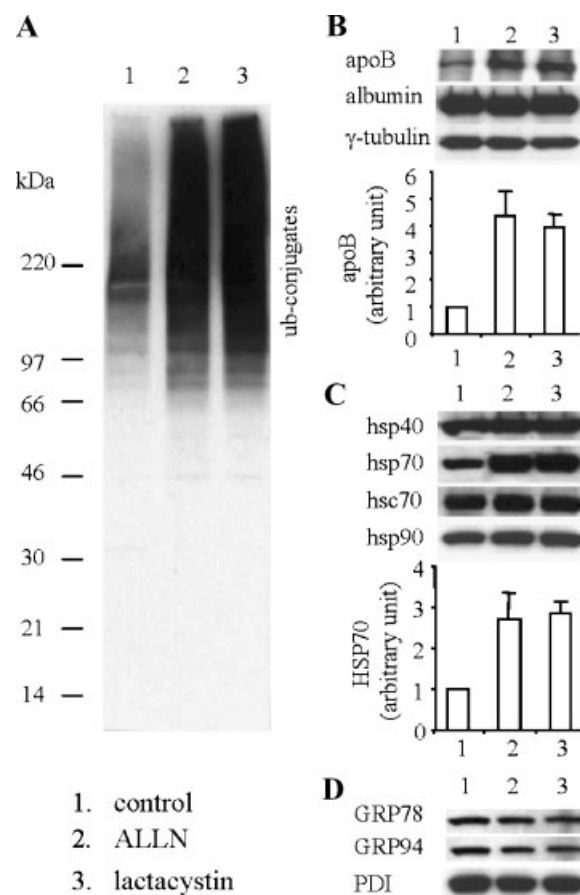 A
1 2 3
kDa
220
97
66
46
30
21
14
ub-conjugates
1. control
2. ALLN
3. lactacystin
B
1 2 3
apoB
albumin
γ-tubulin
apoB
(arbitrary unit)
6
5
4
3
2
1
0
1 2 3
C
1 2 3
hsp40
hsp70
hsc70
hsp90
HSP70
(arbitrary unit)
4
3
2
1
0
1 2 3
D
1 2 3
GRP78
GRP94
PDI